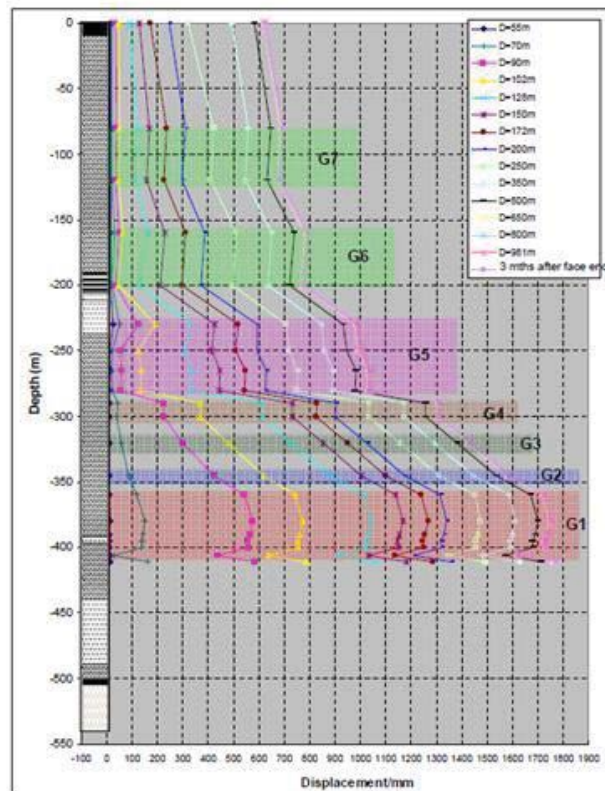 0
-50
-100
-150
-200
-250
-300
-350
-400
-450
-500
-550
Depth (m)
-100 0 100 200 300 400 500 600 700 800 900 1000 1100 1200 1300 1400 1500 1600 1700 1800 1900
Displacement/mm
D=55m
D=70m
D=90m
D=102m
D=125m
D=150m
D=172m
D=200m
D=250m
D=350m
D=500m
D=650m
D=800m
D=981m
3 mths after face end
G7
G6
G5
G4
G3
G2
G1